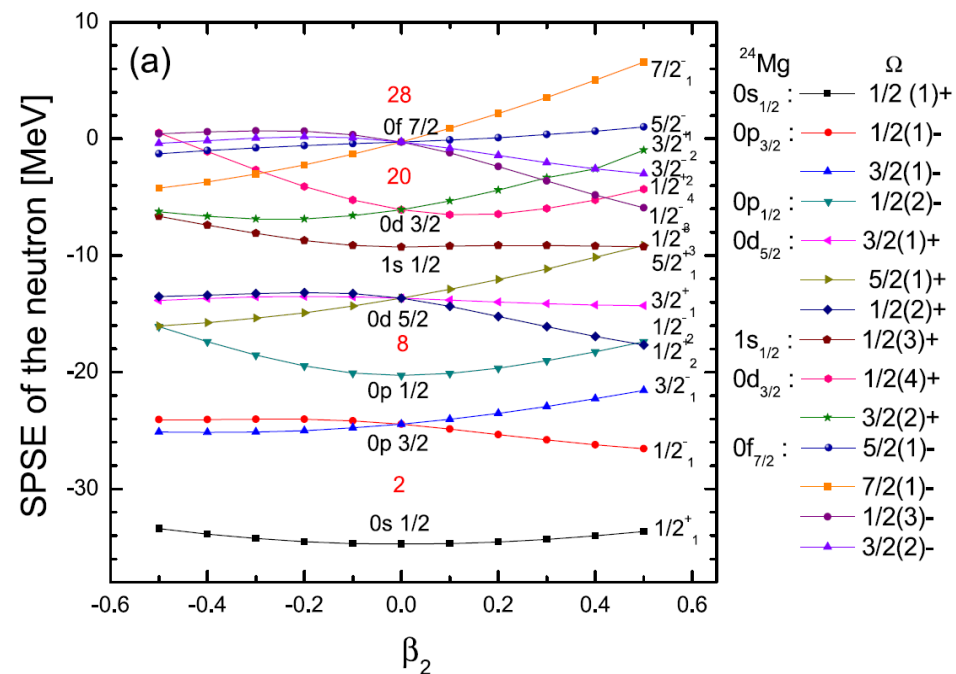 (a)
SPSE of the neutron [MeV]
10
0
-10
-20
-30
-0.6
-0.4
-0.2
0.0
0.2
0.4
0.6
β₂
28
0f 7/2
20
0d 3/2
1s 1/2
0d 5/2
8
0p 1/2
0p 3/2
2
0s 1/2
7/2⁻₁
5/2⁻₁
3/2⁻₂
1/2⁺₄
1/2⁻₃
1/2⁺₃
5/2⁺₁
3/2⁺₁
1/2⁻₂
1/2⁺₂
3/2⁻₁
1/2⁻₁
1/2⁺₁
²⁴Mg Ω
0s₁/₂ : 1/2 (1)+
0p₃/₂ : 1/2(1)-
3/2(1)-
0p₁/₂ : 1/2(2)-
0d₅/₂ : 3/2(1)+
5/2(1)+
1/2(2)+
1s₁/₂ : 1/2(3)+
0d₃/₂ : 1/2(4)+
3/2(2)+
0f₇/₂ : 5/2(1)-
7/2(1)-
1/2(3)-
3/2(2)-